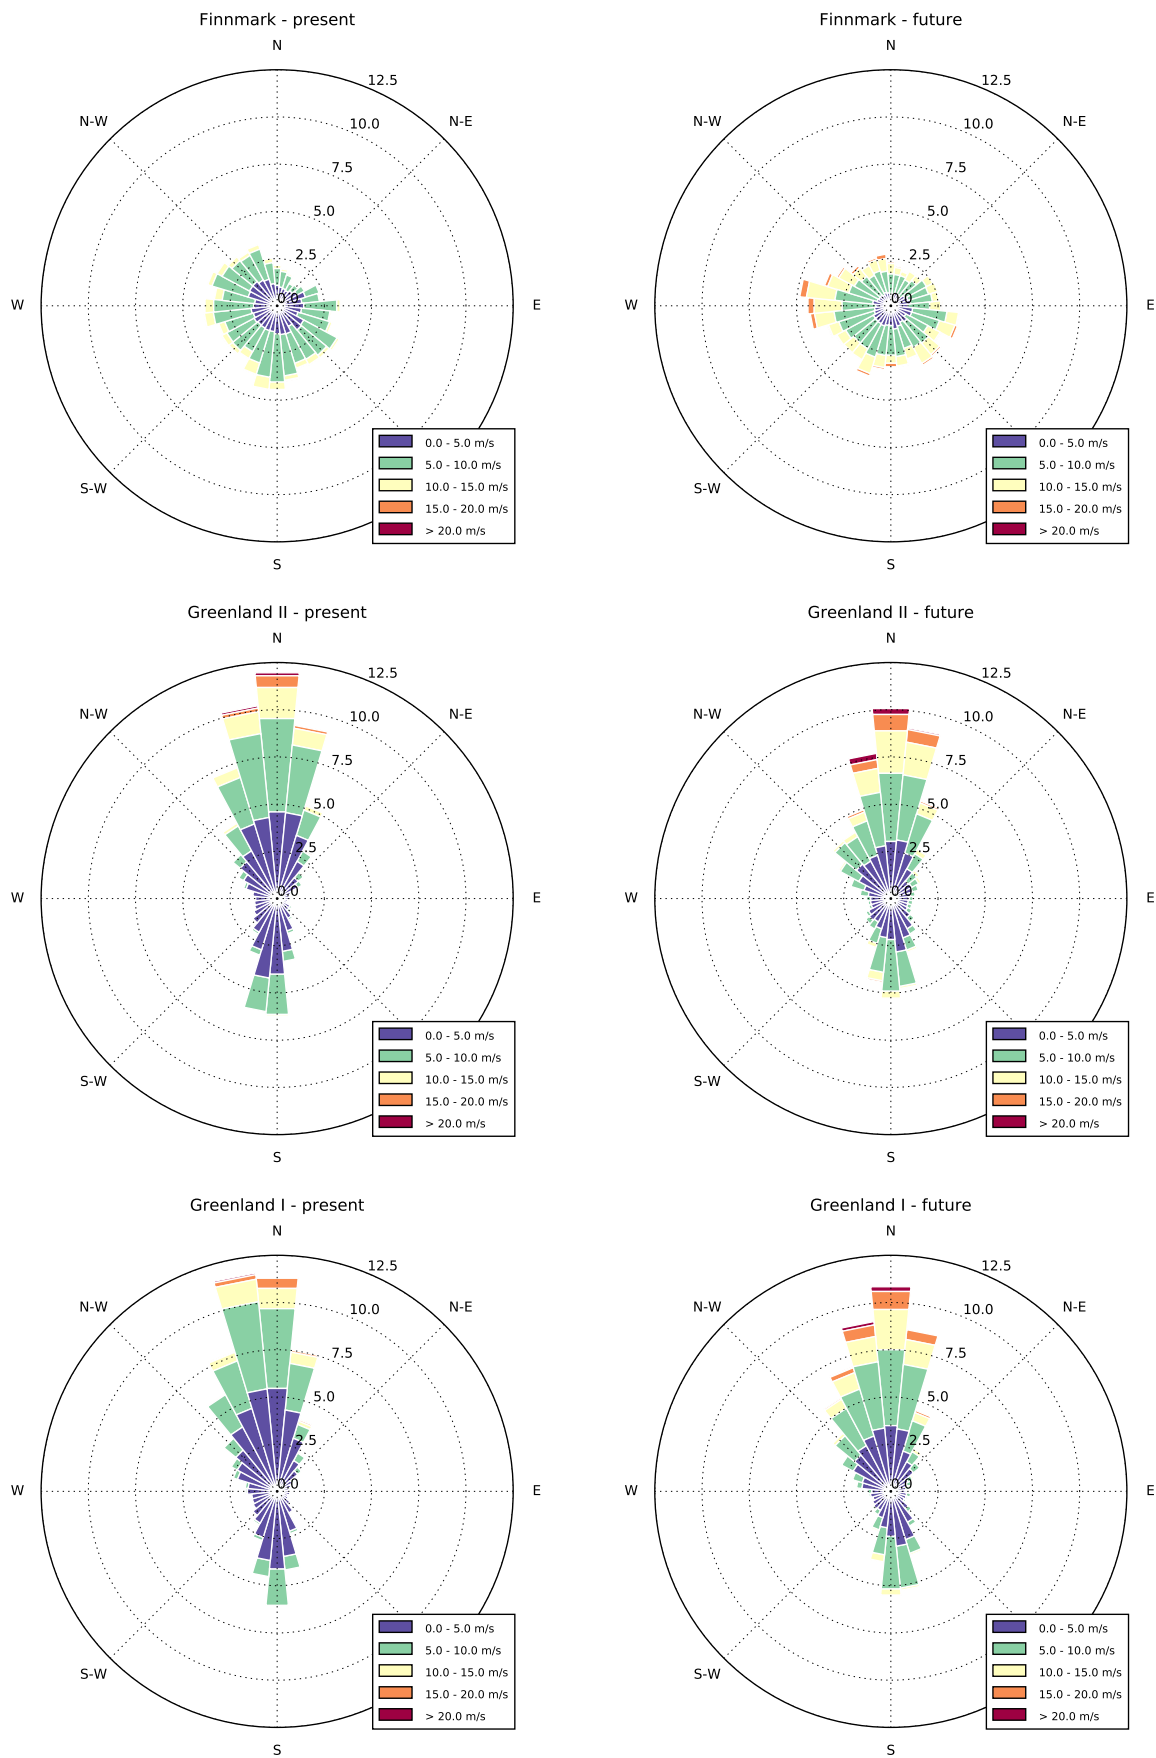 Finnmark - present
N
12.5
10.0
N-W
N-E
7.5
5.0
2.5
0.0
W
E
S-W
S
0.0 - 5.0 m/s
5.0 - 10.0 m/s
10.0 - 15.0 m/s
15.0 - 20.0 m/s
> 20.0 m/s
Finnmark - future
N
12.5
10.0
N-W
N-E
7.5
5.0
2.5
0.0
W
E
S-W
S
0.0 - 5.0 m/s
5.0 - 10.0 m/s
10.0 - 15.0 m/s
15.0 - 20.0 m/s
> 20.0 m/s
Greenland II - present
N
12.5
10.0
N-W
N-E
7.5
5.0
2.5
0.0
W
E
S-W
S
0.0 - 5.0 m/s
5.0 - 10.0 m/s
10.0 - 15.0 m/s
15.0 - 20.0 m/s
> 20.0 m/s
Greenland II - future
N
12.5
10.0
N-W
N-E
7.5
5.0
2.5
0.0
W
E
S-W
S
0.0 - 5.0 m/s
5.0 - 10.0 m/s
10.0 - 15.0 m/s
15.0 - 20.0 m/s
> 20.0 m/s
Greenland I - present
N
12.5
10.0
N-W
N-E
7.5
5.0
2.5
0.0
W
E
S-W
S
0.0 - 5.0 m/s
5.0 - 10.0 m/s
10.0 - 15.0 m/s
15.0 - 20.0 m/s
> 20.0 m/s
Greenland I - future
N
12.5
10.0
N-W
N-E
7.5
5.0
2.5
0.0
W
E
S-W
S
0.0 - 5.0 m/s
5.0 - 10.0 m/s
10.0 - 15.0 m/s
15.0 - 20.0 m/s
> 20.0 m/s